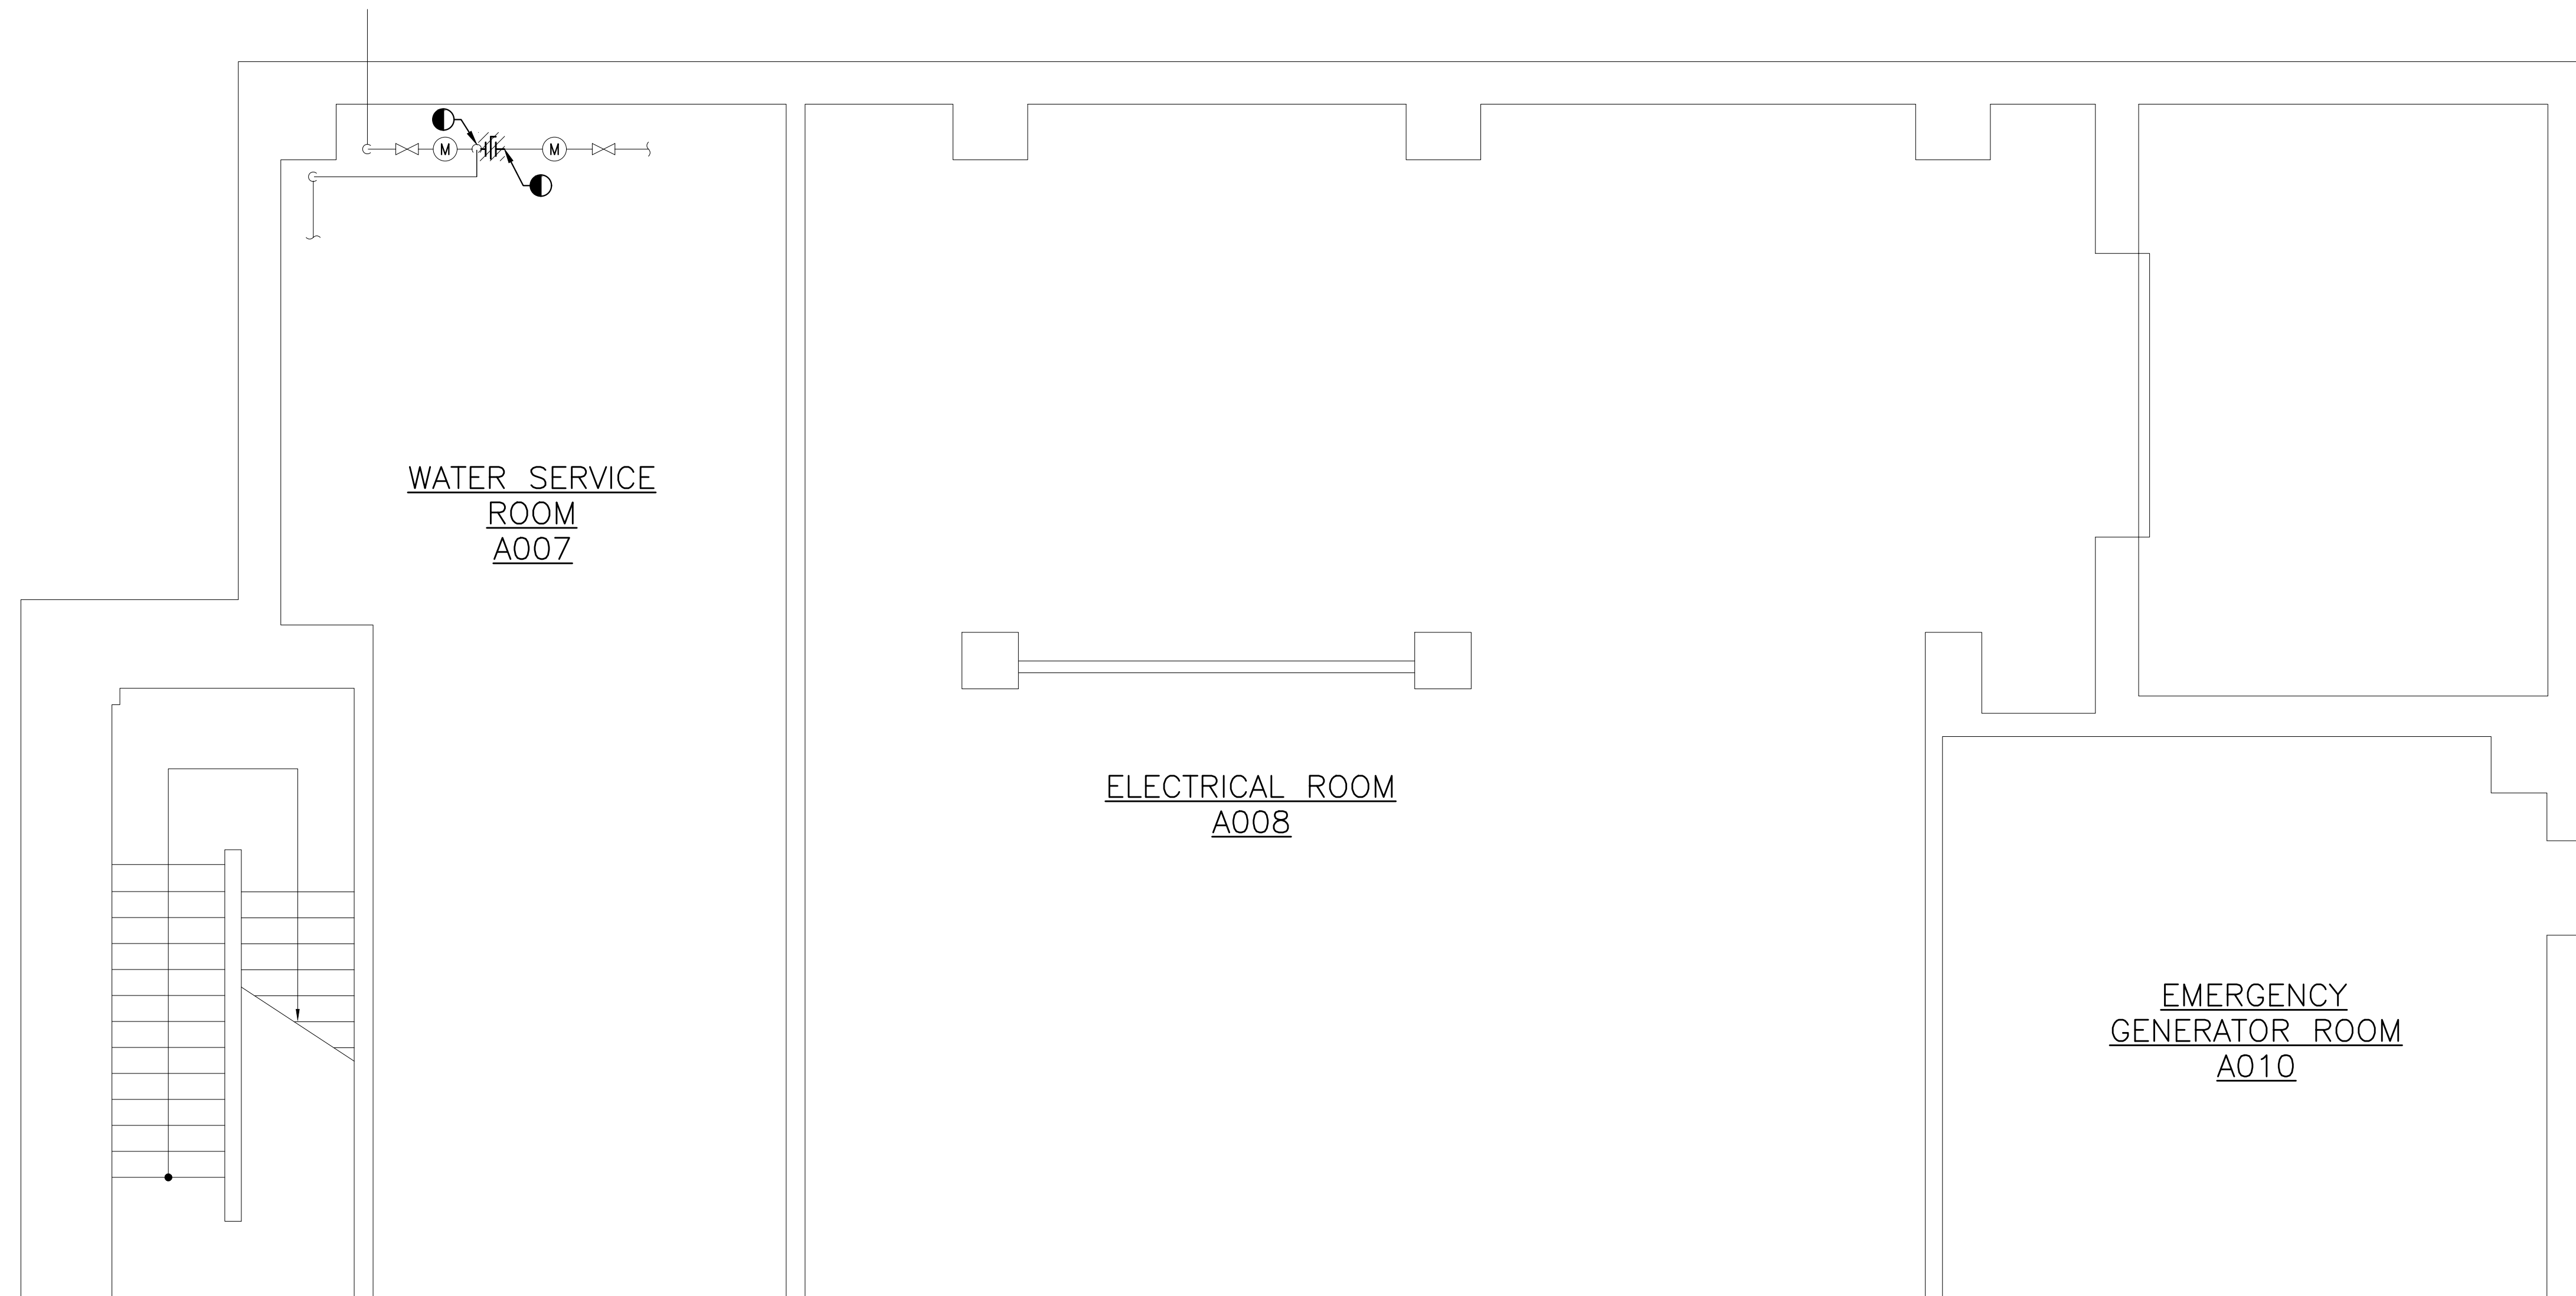 M
M
WATER SERVICE
ROOM
A007
ELECTRICAL ROOM
A008
EMERGENCY
GENERATOR ROOM
A010